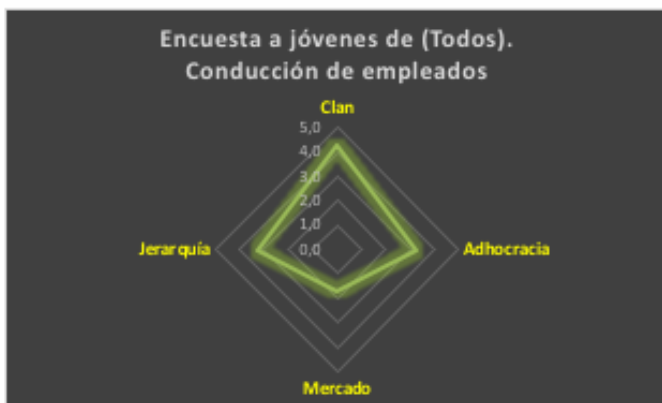 Encuesta a jóvenes de (Todos).
Conducción de empleados
Clan
5,0
4,0
3,0
2,0
1,0
0,0
Jerarquía
Adhocracia
Mercado